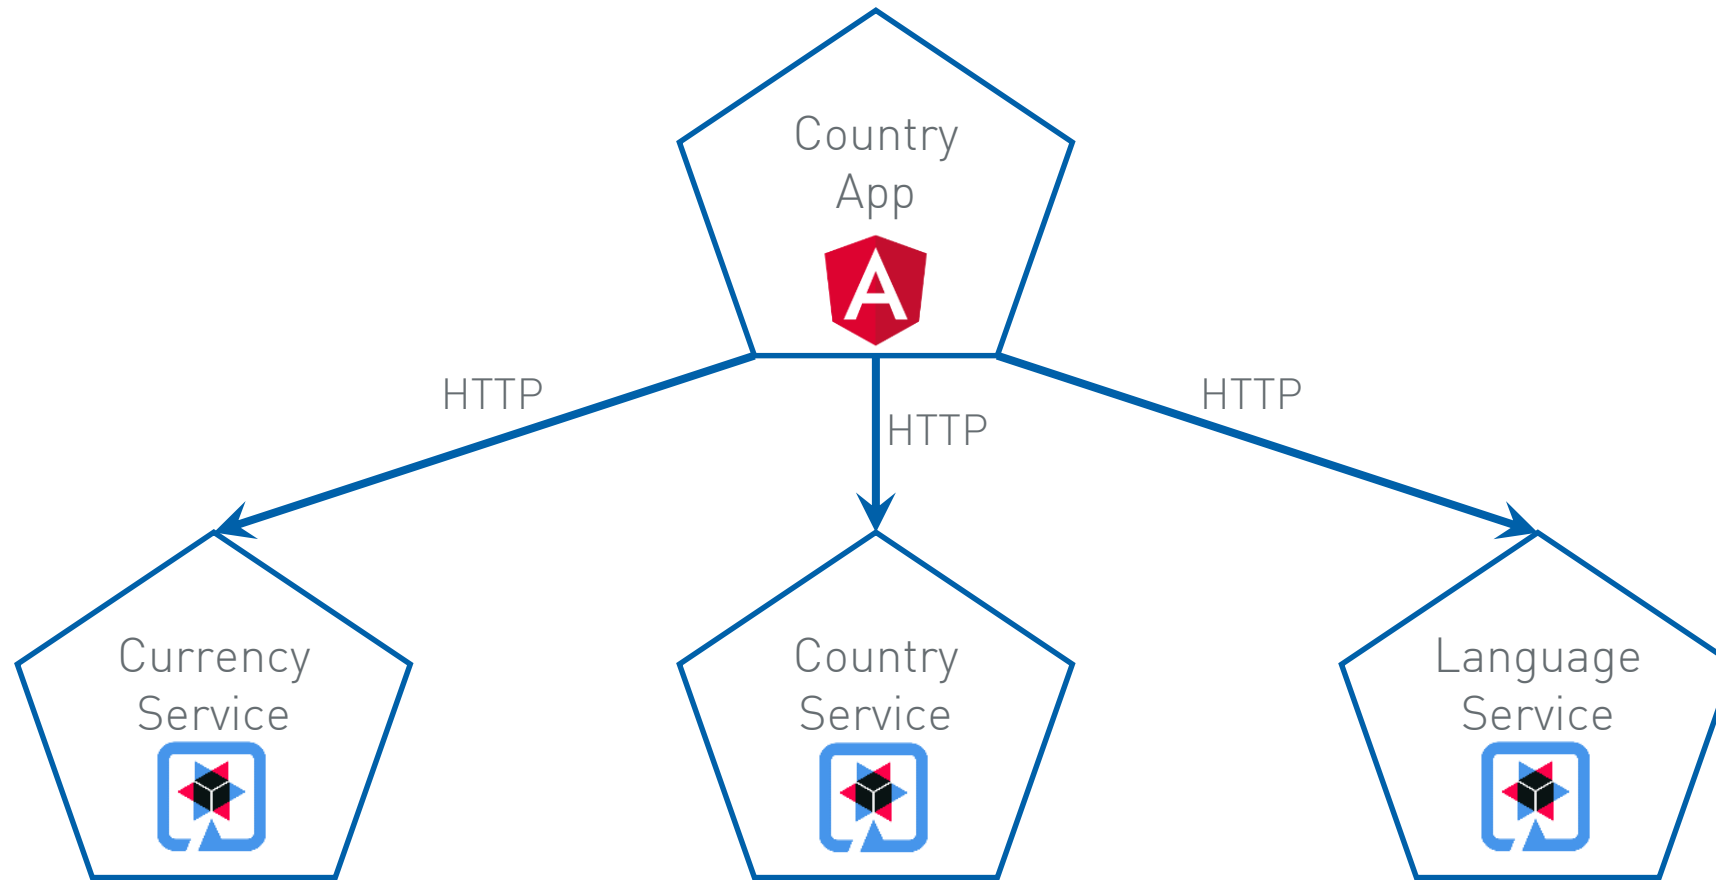 Country
App
HTTP
HTTP
HTTP
Currency
Service
Country
Service
Language
Service